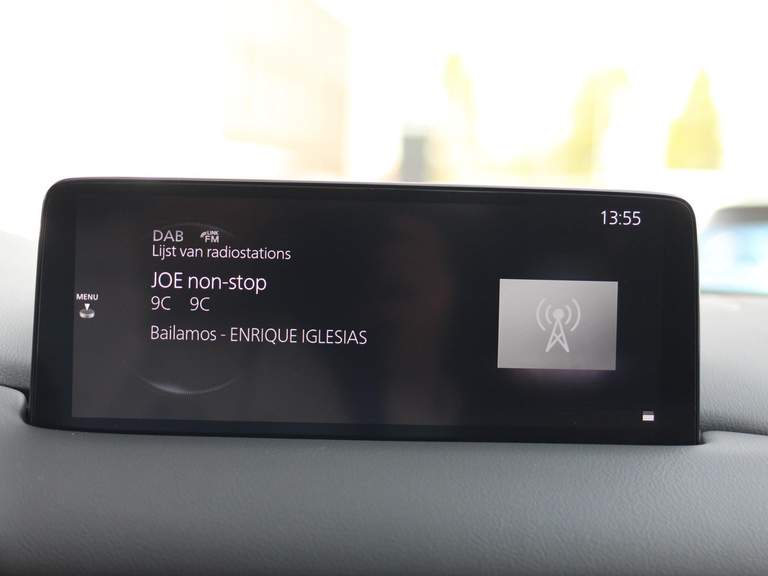 13:55
DAB LINK FM
Lijst van radiostations
JOE non-stop
MENU
9C 9C
Bailamos - ENRIQUE IGLESIAS